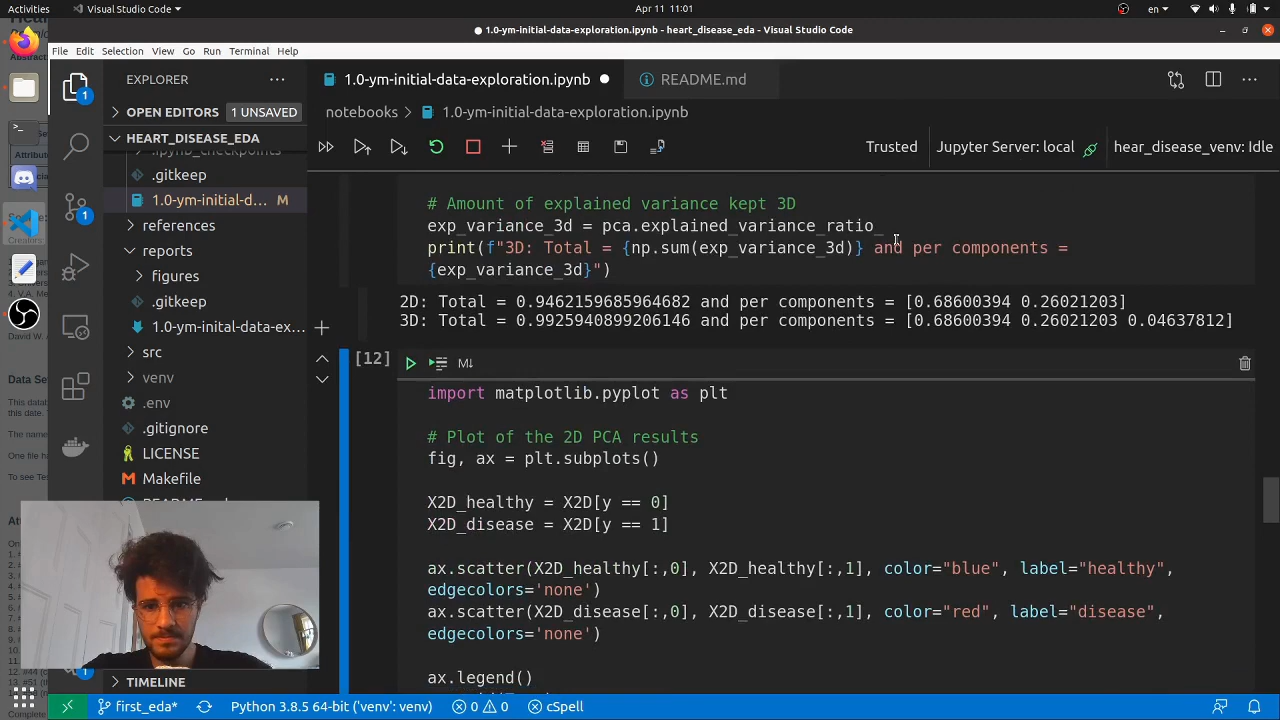 Activities
Visual Studio Code
Apr 11 11:01
en
1.0-ym-initial-data-exploration.ipynb - heart_disease_eda - Visual Studio Code
File Edit Selection View Go Run Terminal Help
EXPLORER
1.0-ym-initial-data-exploration.ipynb
README.md
OPEN EDITORS 1 UNSAVED
notebooks > 1.0-ym-initial-data-exploration.ipynb
HEART_DISEASE_EDA
Trusted
Jupyter Server: local
hear_disease_venv: Idle
.ipynb_checkpoints
.gitkeep
1.0-ym-initial-d... M
references
reports
figures
.gitkeep
1.0-ym-inital-data-ex...
src
venv
.env
.gitignore
LICENSE
Makefile
TIMELINE
# Amount of explained variance kept 3D
exp_variance_3d = pca.explained_variance_ratio_
print(f"3D: Total = {np.sum(exp_variance_3d)} and per components =
{exp_variance_3d}")
2D: Total = 0.9462159685964682 and per components = [0.68600394 0.26021203]
3D: Total = 0.9925940899206146 and per components = [0.68600394 0.26021203 0.04637812]
[12]
M↓
import matplotlib.pyplot as plt
# Plot of the 2D PCA results
fig, ax = plt.subplots()
X2D_healthy = X2D[y == 0]
X2D_disease = X2D[y == 1]
ax.scatter(X2D_healthy[:,0], X2D_healthy[:,1], color="blue", label="healthy",
edgecolors='none')
ax.scatter(X2D_disease[:,0], X2D_disease[:,1], color="red", label="disease",
edgecolors='none')
ax.legend()
first_eda*
Python 3.8.5 64-bit ('venv': venv)
0 0
cSpell